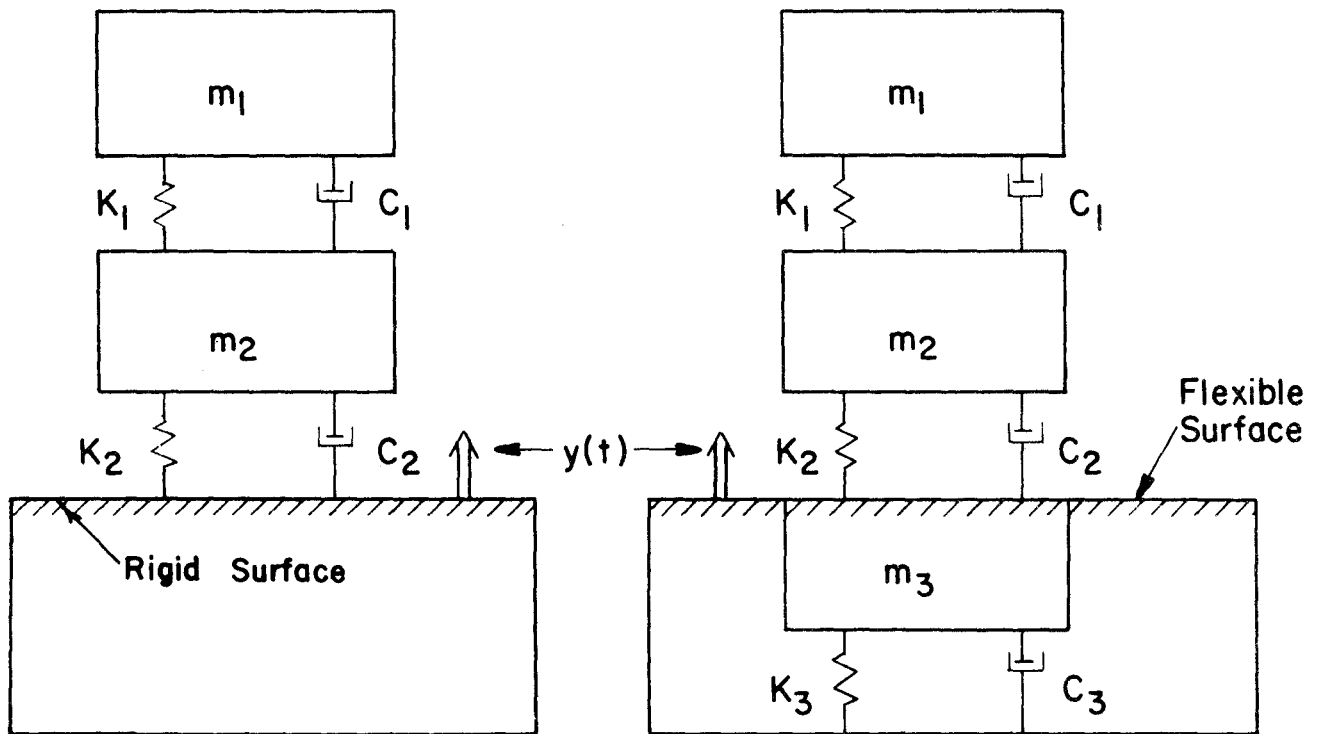 m₁
m₁
K₁
C₁
K₁
C₁
m₂
m₂
Flexible
Surface
K₂
C₂
y(t)
K₂
C₂
Rigid Surface
m₃
K₃
C₃